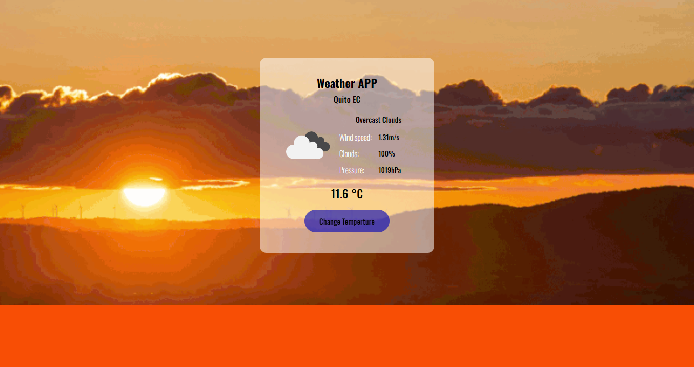 Weather APP
Quito EC
Overcast Clouds
Wind speed: 1.31m/s
Clouds: 100%
Pressure: 1019hPa
11.6 °C
Change Temperture